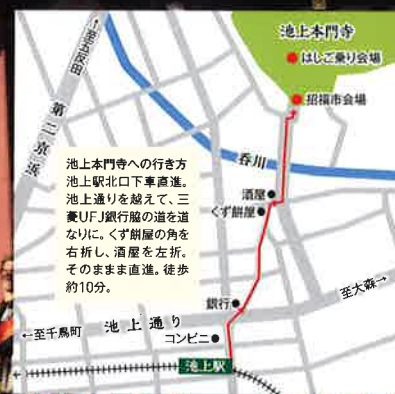 ↑至五反田
池上本門寺
はしご乗り会場
招福市会場
第二京浜
呑川
池上本門寺への行き方
池上駅北口下車直進。
池上通りを越えて、三
菱UFJ銀行脇の道を道
なりに。くず餅屋の角を
右折し、酒屋を左折。
そのままま直進。徒歩
約10分。
酒屋
くず餅屋
銀行
至大森→
←至千鳥町
池上通り
コンビニ
池上駅